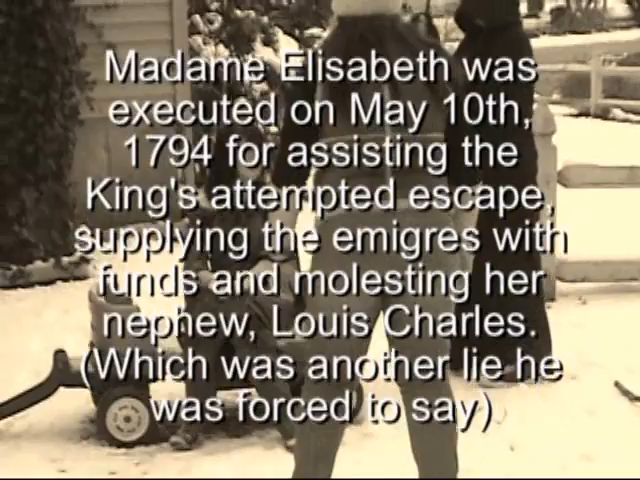 Madame Elisabeth was
executed on May 10th,
1794 for assisting the
King's attempted escape,
supplying the emigres with
funds and molesting her
nephew, Louis Charles.
(Which was another lie he
was forced to say)